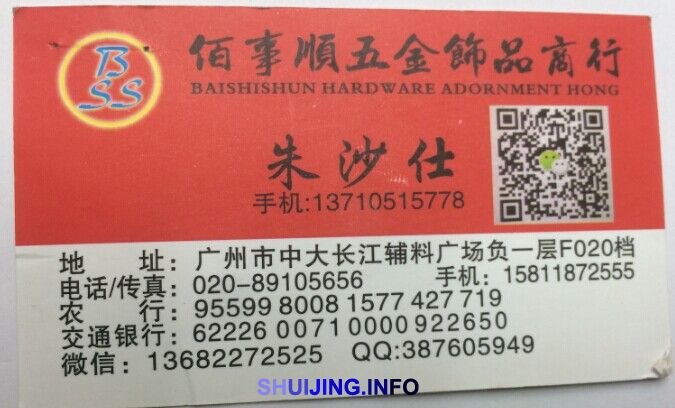 BSS
佰事順五金飾品商行
BAISHISHUN HARDWARE ADORNMENT HONG
朱沙仕
手机:13710515778
地 址：广州市中大长江辅料广场负一层F020档
电话/传真：020-89105656 手机：15811872555
农 行：95599 8008 1577 427 719
交通银行：62226 0071 0000 922650
微信：13682272525 QQ:387605949
SHUIJING.INFO